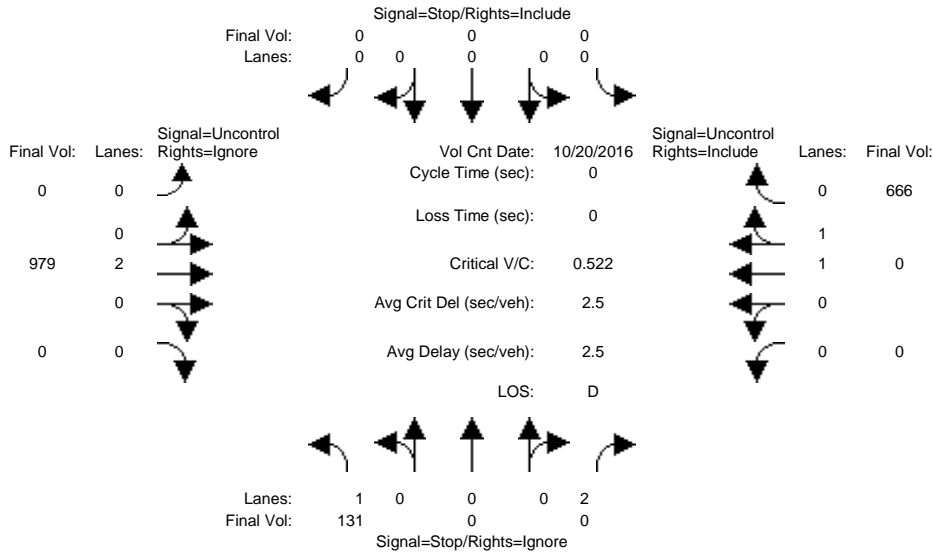 Signal=Stop/Rights=Include
Final Vol: 0 0 0
Lanes: 0 0 0 0 0
Signal=Uncontrol Signal=Uncontrol
Final Vol: Lanes: Rights=Ignore Vol Cnt Date: 10/20/2016 Rights=Include Lanes: Final Vol:
Cycle Time (sec): 0
0 0 0 666
Loss Time (sec): 0
0 1
979 2 Critical V/C: 0.522 1 0
0 Avg Crit Del (sec/veh): 2.5 0
0 0 Avg Delay (sec/veh): 2.5 0 0
LOS: D
Lanes: 1 0 0 0 2
Final Vol: 131 0 0
Signal=Stop/Rights=Ignore